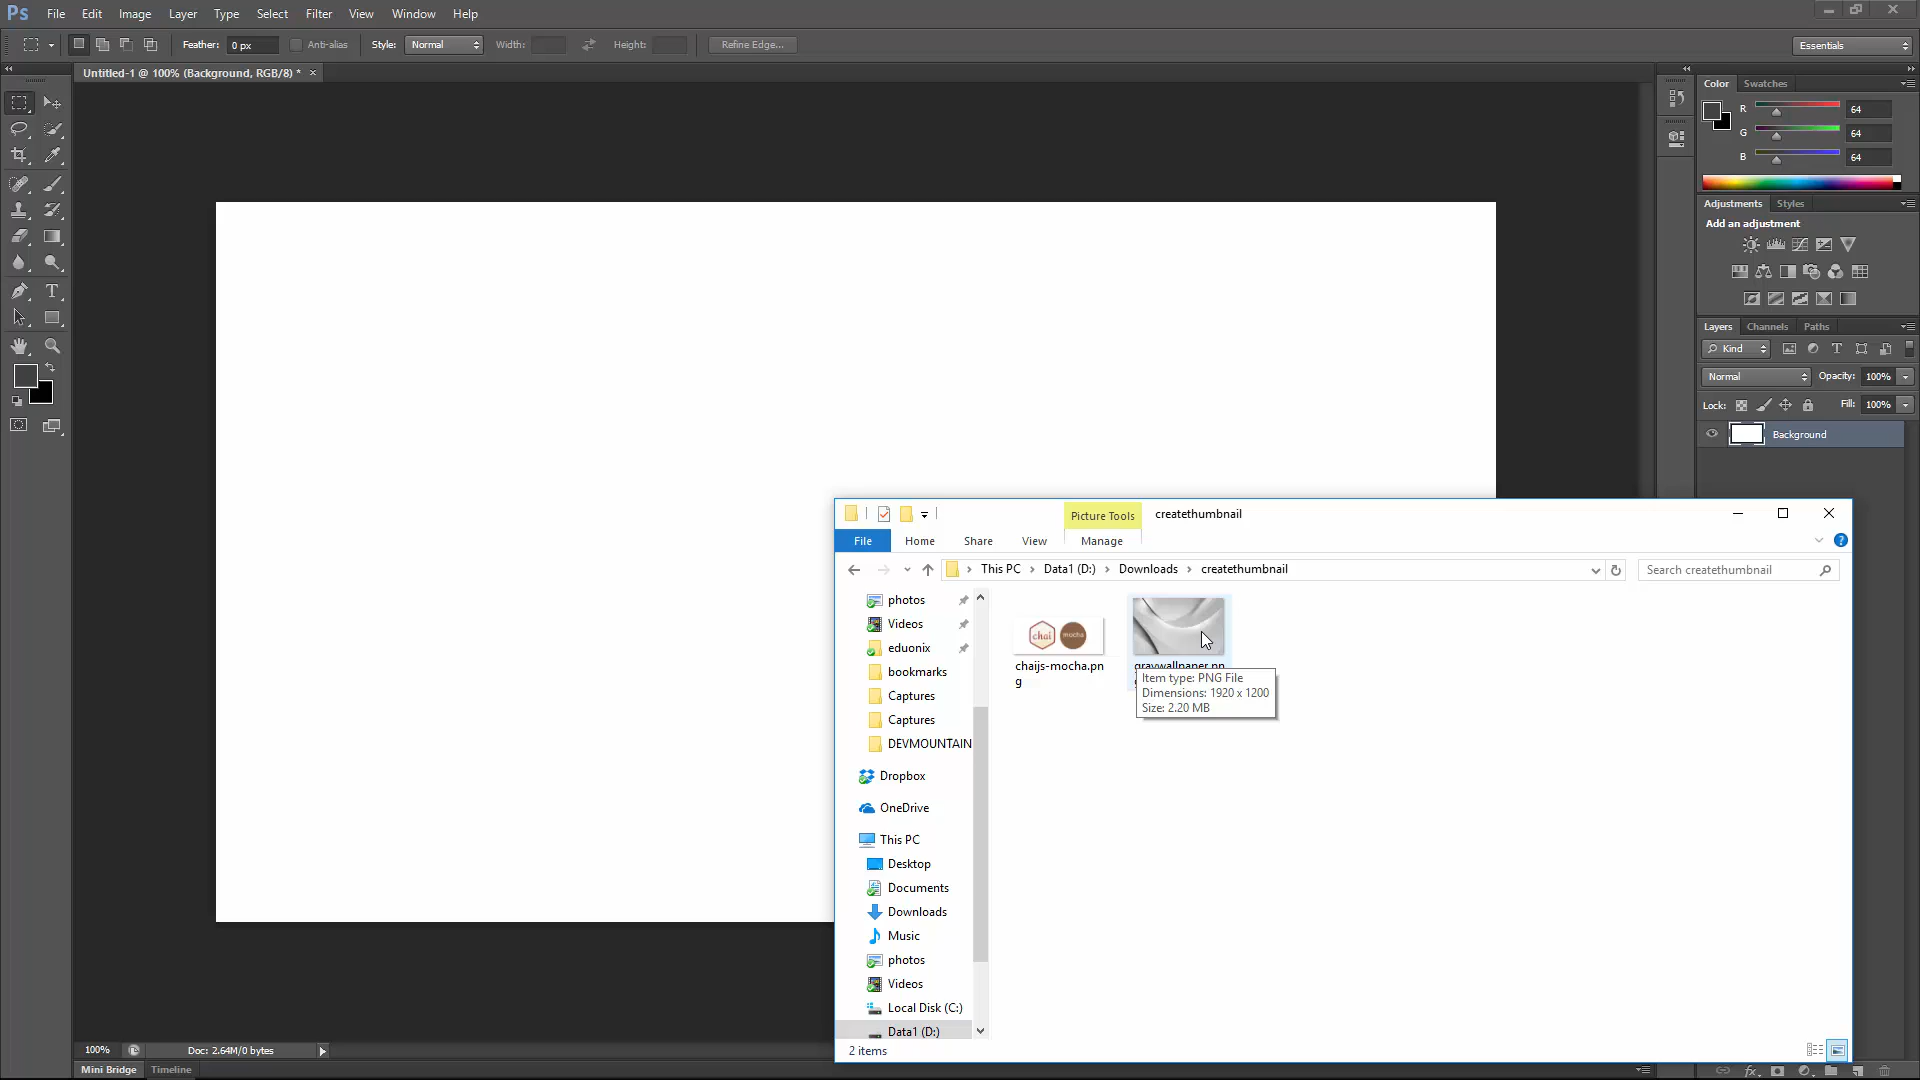 Ps File Edit Image Layer Type Select Filter View Window Help
Feather: 0 px Anti-alias Style: Normal Width: Height: Refine Edge... Essentials
Untitled-1 @ 100% (Background, RGB/8) * ×
Color Swatches
R 64
G 64
B 64
Adjustments Styles
Add an adjustment
Layers Channels Paths
Kind
Normal Opacity: 100%
Lock: Fill: 100%
Background
Picture Tools createthumbnail
File Home Share View Manage
This PC › Data1 (D:) › Downloads › createthumbnail
Search createthumbnail
photos
Videos
eduonix
bookmarks
Captures
Captures
DEVMOUNTAIN
Dropbox
OneDrive
This PC
Desktop
Documents
Downloads
Music
photos
Videos
Local Disk (C:)
Data1 (D:)
chai mocha
chaijs-mocha.pn
g
graywallpaper.pn
Item type: PNG File
Dimensions: 1920 x 1200
Size: 2.20 MB
2 items
100% Doc: 2.64M/0 bytes
Mini Bridge Timeline